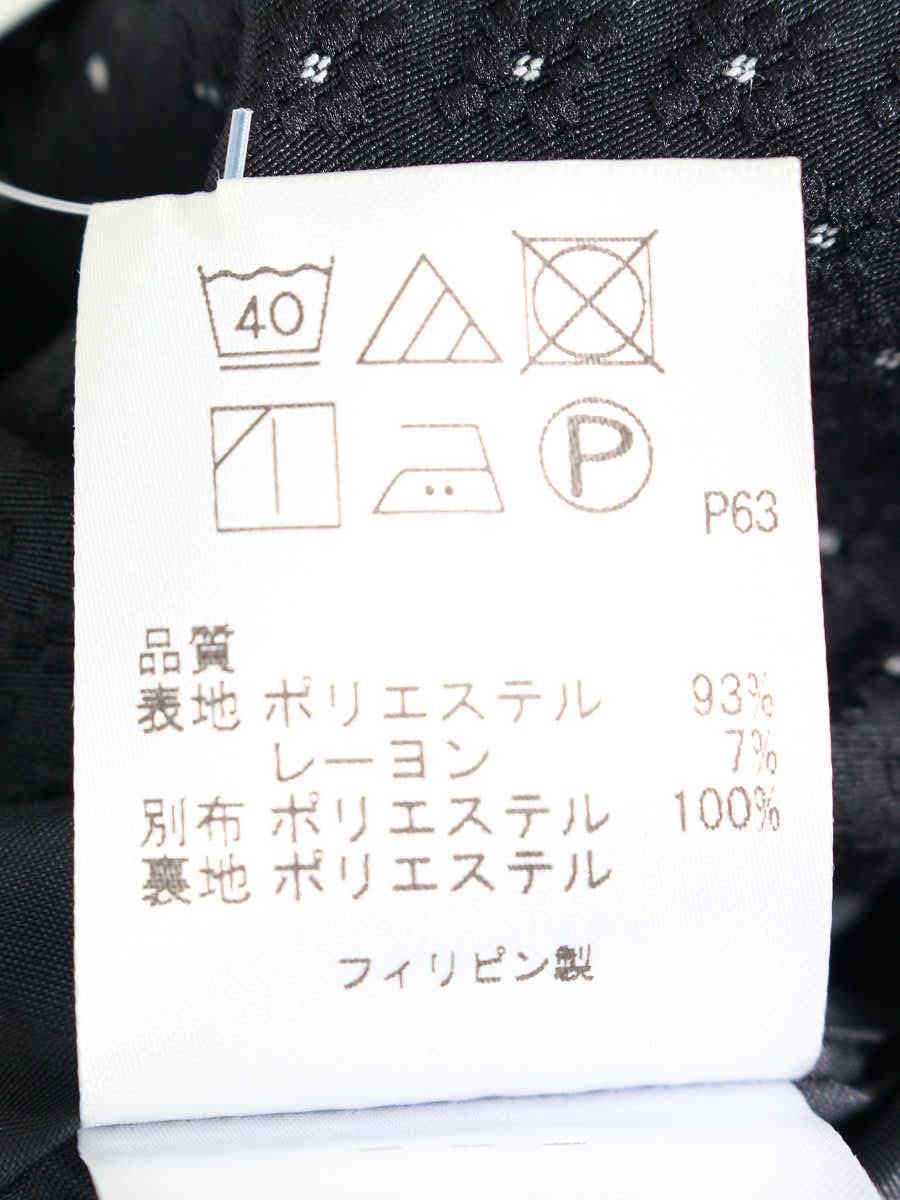 40
P
P63
品質
表地 ポリエステル 93%
レーヨン 7%
別布 ポリエステル 100%
裏地 ポリエステル
フィリピン製